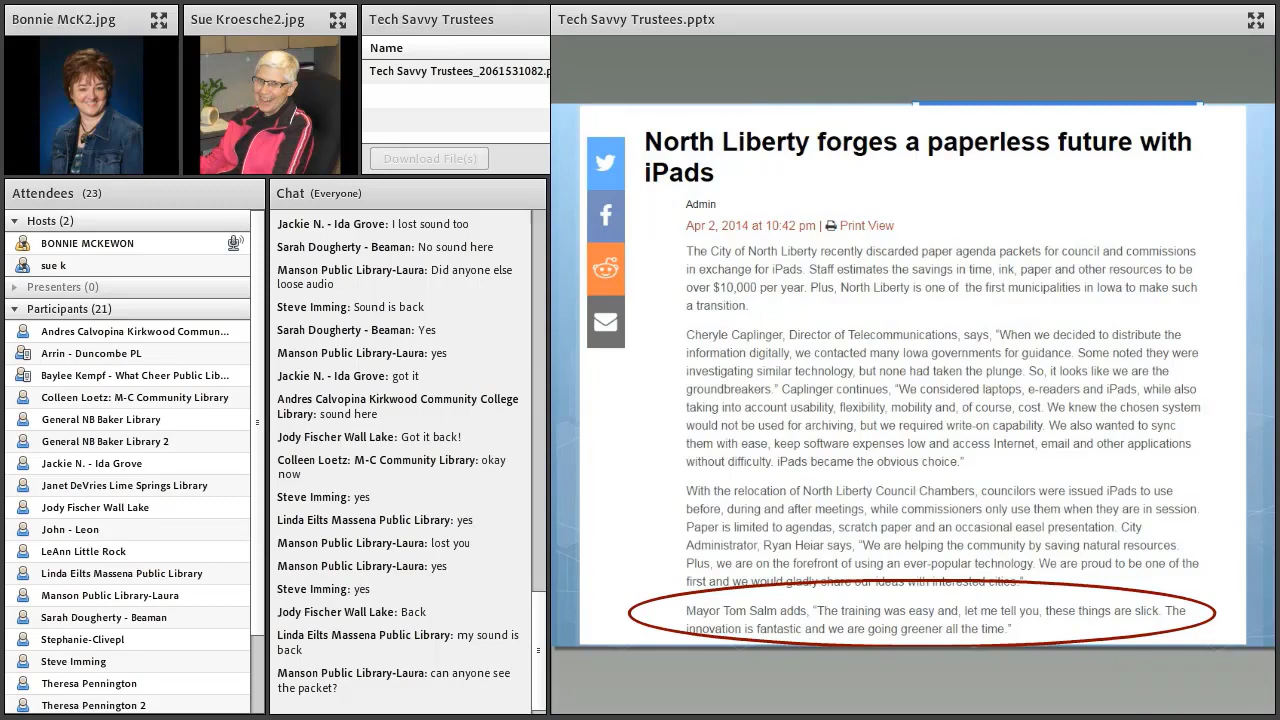 Bonnie McK2.jpg
Sue Kroesche2.jpg
Tech Savvy Trustees
Name
Tech Savvy Trustees_2061531082.p
Download File(s)
Attendees (23)
Hosts (2)
BONNIE MCKEWON
sue k
Presenters (0)
Participants (21)
Andres Calvopina Kirkwood Commun...
Arrin - Duncombe PL
Baylee Kempf - What Cheer Public Lib...
Colleen Loetz: M-C Community Library
General NB Baker Library
General NB Baker Library 2
Jackie N. - Ida Grove
Janet DeVries Lime Springs Library
Jody Fischer Wall Lake
John - Leon
LeAnn Little Rock
Linda Eilts Massena Public Library
Manson Public Library-Laura
Sarah Dougherty - Beaman
Stephanie-Clivepl
Steve Imming
Theresa Pennington
Theresa Pennington 2
Chat (Everyone)
Jackie N. - Ida Grove: I lost sound too
Sarah Dougherty - Beaman: No sound here
Manson Public Library-Laura: Did anyone else
loose audio
Steve Imming: Sound is back
Sarah Dougherty - Beaman: Yes
Manson Public Library-Laura: yes
Jackie N. - Ida Grove: got it
Andres Calvopina Kirkwood Community College
Library: sound here
Jody Fischer Wall Lake: Got it back!
Colleen Loetz: M-C Community Library: okay
now
Steve Imming: yes
Linda Eilts Massena Public Library: yes
Manson Public Library-Laura: lost you
Manson Public Library-Laura: yes
Steve Imming: yes
Jody Fischer Wall Lake: Back
Linda Eilts Massena Public Library: my sound is
back
Manson Public Library-Laura: can anyone see
the packet?
Tech Savvy Trustees.pptx
North Liberty forges a paperless future with
iPads
Admin
Apr 2, 2014 at 10:42 pm | Print View
The City of North Liberty recently discarded paper agenda packets for council and commissions
in exchange for iPads. Staff estimates the savings in time, ink, paper and other resources to be
over $10,000 per year. Plus, North Liberty is one of the first municipalities in Iowa to make such
a transition.
Cheryle Caplinger, Director of Telecommunications, says, “When we decided to distribute the
information digitally, we contacted many Iowa governments for guidance. Some noted they were
investigating similar technology, but none had taken the plunge. So, it looks like we are the
groundbreakers.” Caplinger continues, “We considered laptops, e-readers and iPads, while also
taking into account usability, flexibility, mobility and, of course, cost. We knew the chosen system
would not be used for archiving, but we required write-on capability. We also wanted to sync
them with ease, keep software expenses low and access Internet, email and other applications
without difficulty. iPads became the obvious choice.”
With the relocation of North Liberty Council Chambers, councilors were issued iPads to use
before, during and after meetings, while commissioners only use them when they are in session.
Paper is limited to agendas, scratch paper and an occasional easel presentation. City
Administrator, Ryan Heiar says, “We are helping the community by saving natural resources.
Plus, we are on the forefront of using an ever-popular technology. We are proud to be one of the
first and we would gladly share our ideas with interested cities.”
Mayor Tom Salm adds, “The training was easy and, let me tell you, these things are slick. The
innovation is fantastic and we are going greener all the time.”